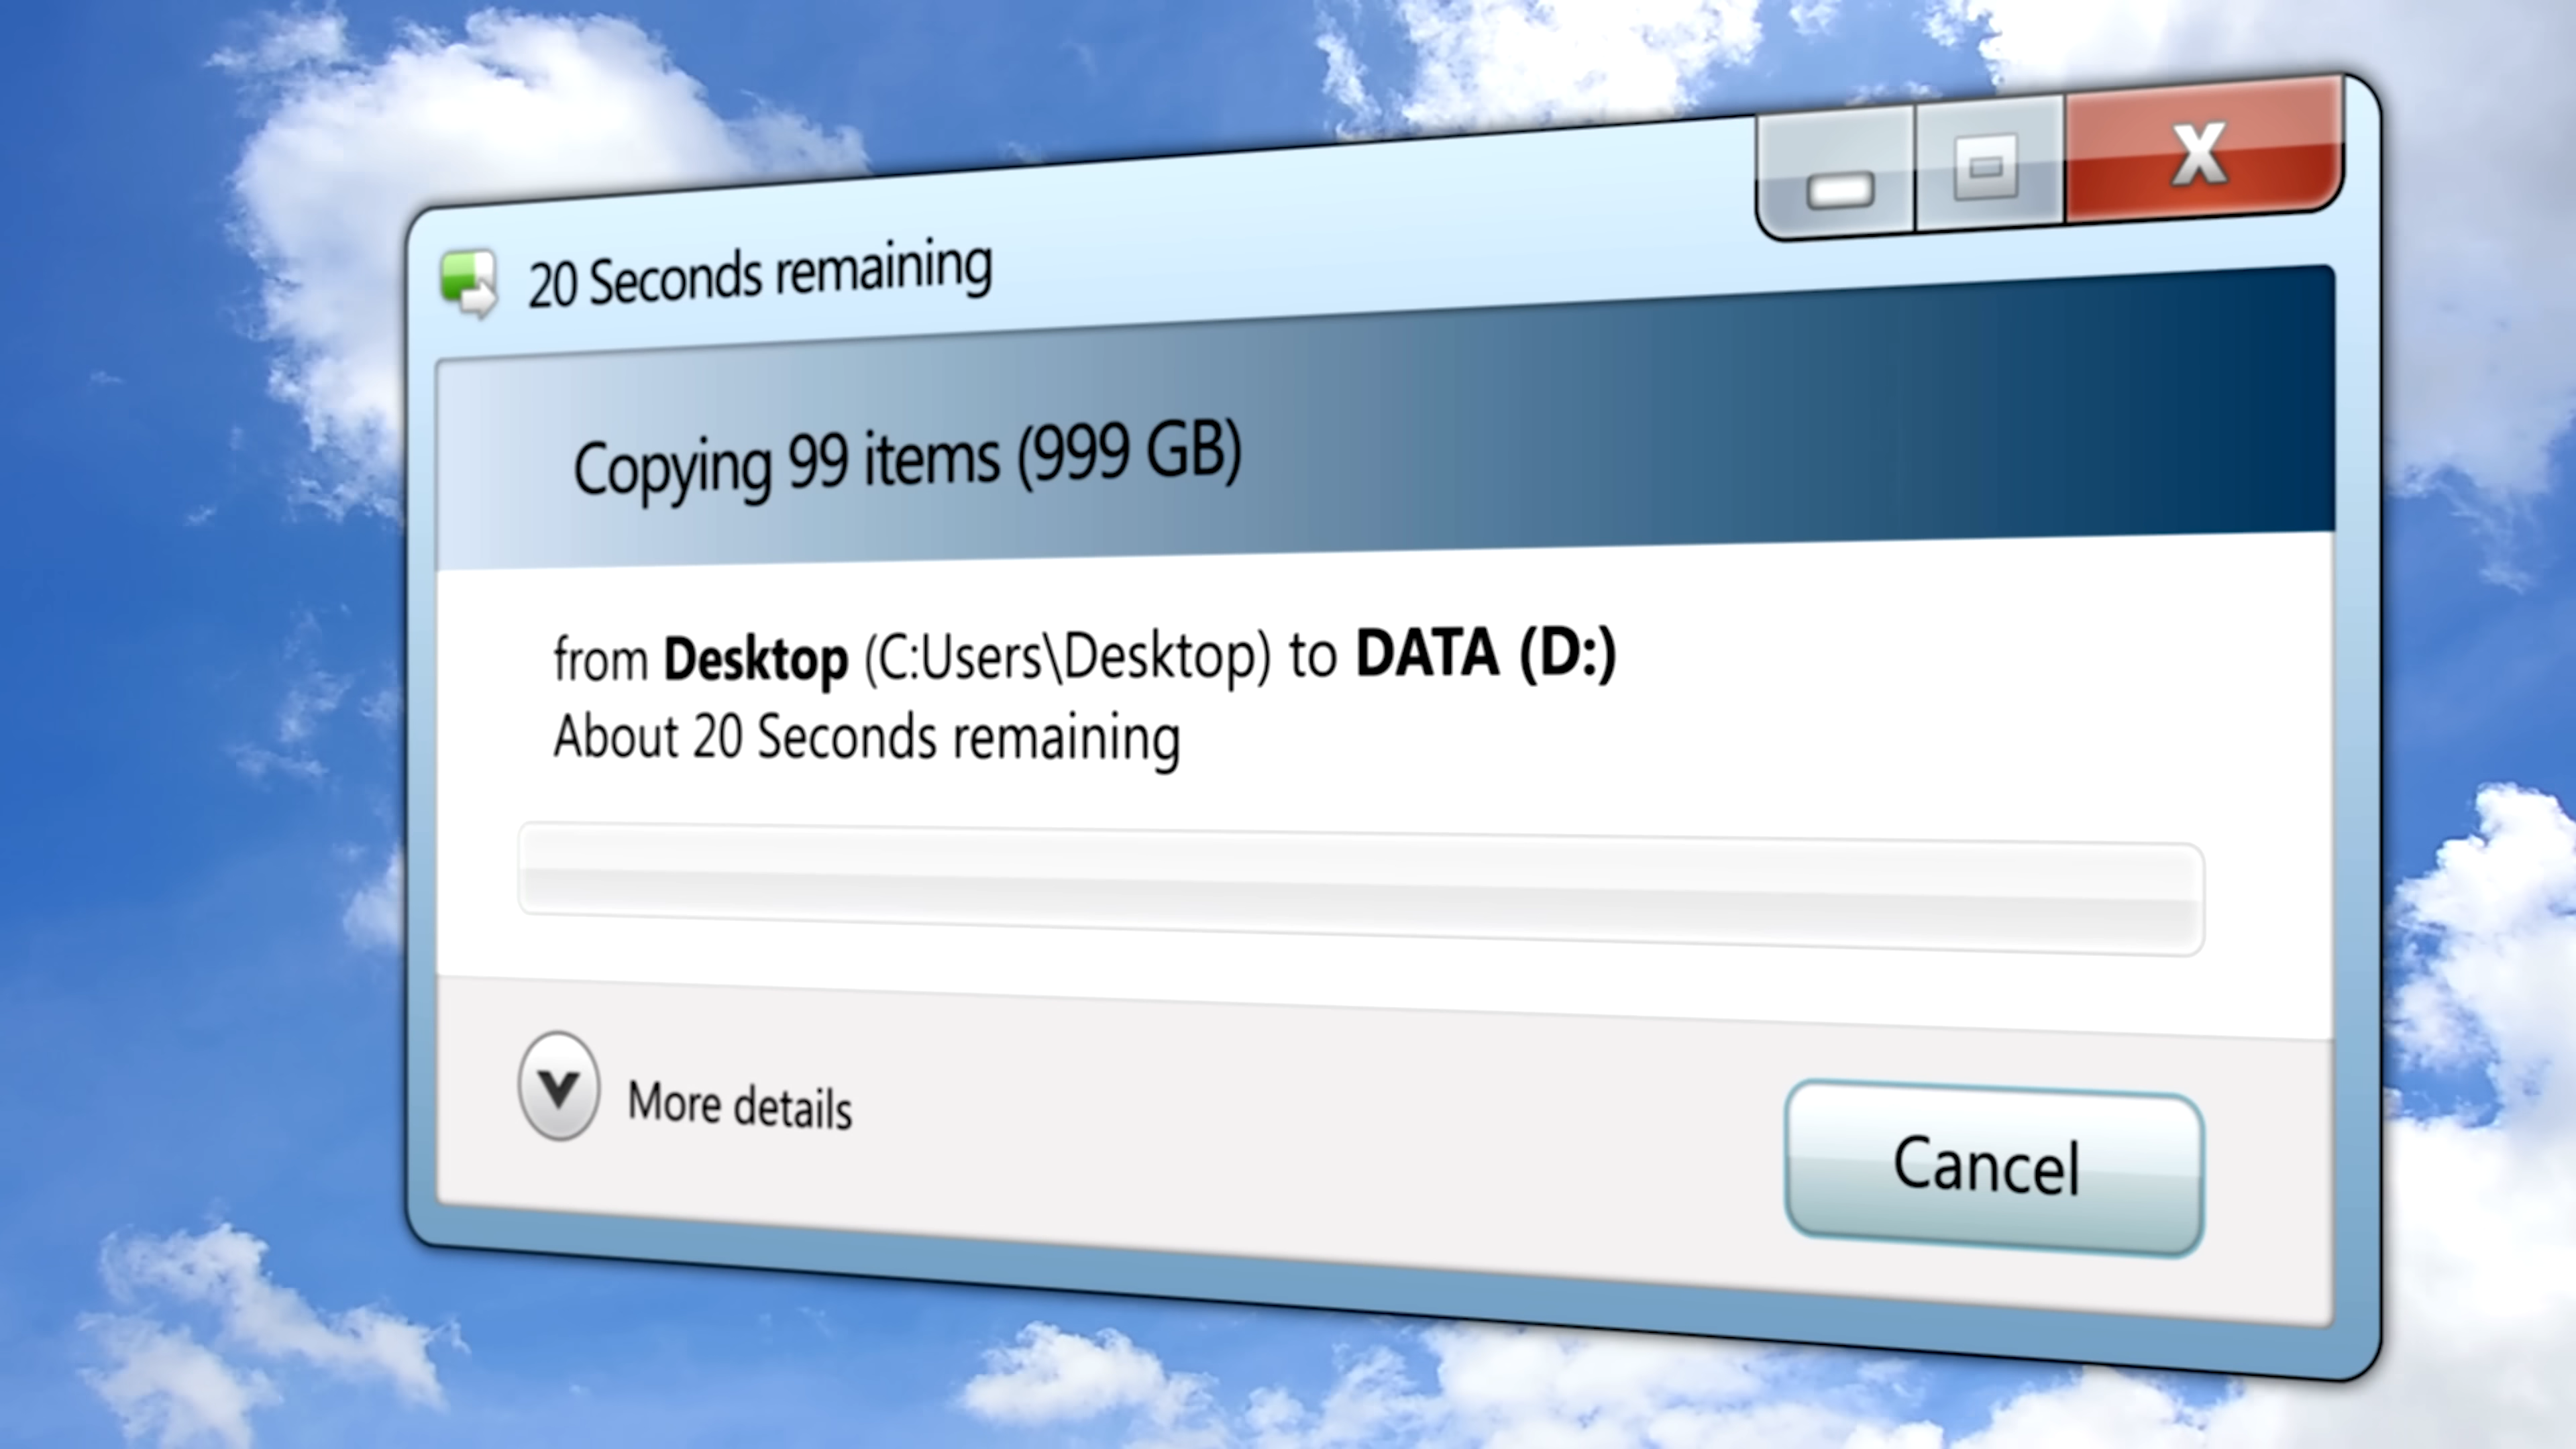 20 Seconds remaining
Copying 99 items (999 GB)
from Desktop (C:Users\Desktop) to DATA (D:)
About 20 Seconds remaining
More details
Cancel